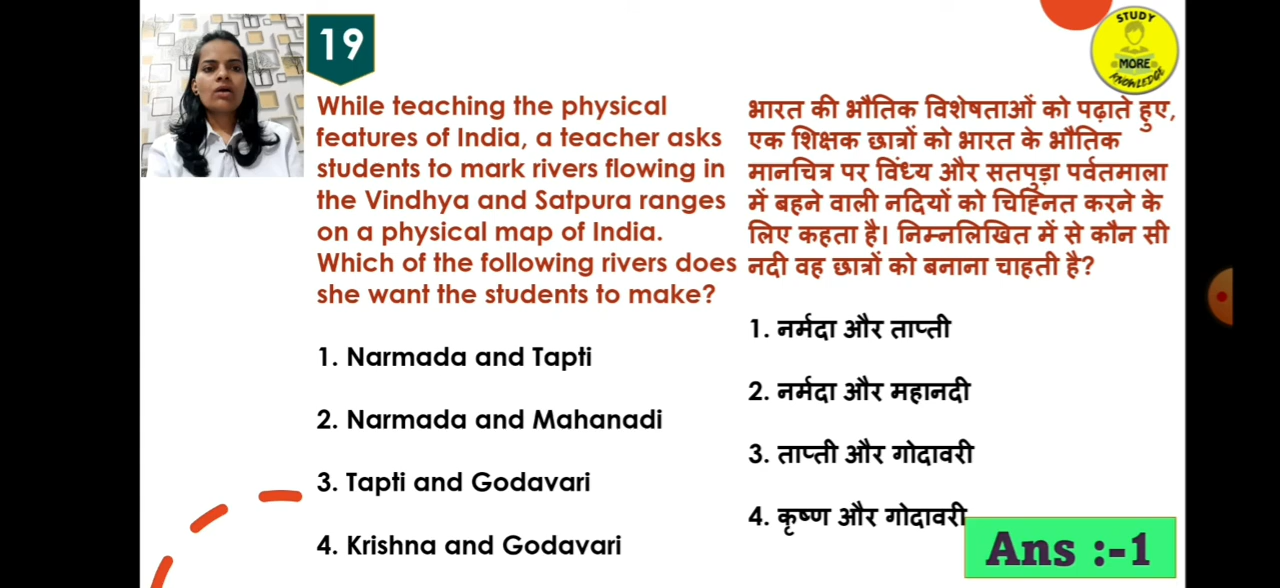 19
STUDY
MORE
KNOWLEDGE
While teaching the physical
features of India, a teacher asks
students to mark rivers flowing in
the Vindhya and Satpura ranges
on a physical map of India.
Which of the following rivers does
she want the students to make?
1. Narmada and Tapti
2. Narmada and Mahanadi
3. Tapti and Godavari
4. Krishna and Godavari
भारत की भौतिक विशेषताओं को पढ़ाते हुए,
एक शिक्षक छात्रों को भारत के भौतिक
मानचित्र पर विंध्य और सतपुड़ा पर्वतमाला
में बहने वाली नदियों को चिह्नित करने के
लिए कहता है। निम्नलिखित में से कौन सी
नदी वह छात्रों को बनाना चाहती है?
1. नर्मदा और ताप्ती
2. नर्मदा और महानदी
3. ताप्ती और गोदावरी
4. कृष्ण और गोदावरी
Ans :-1